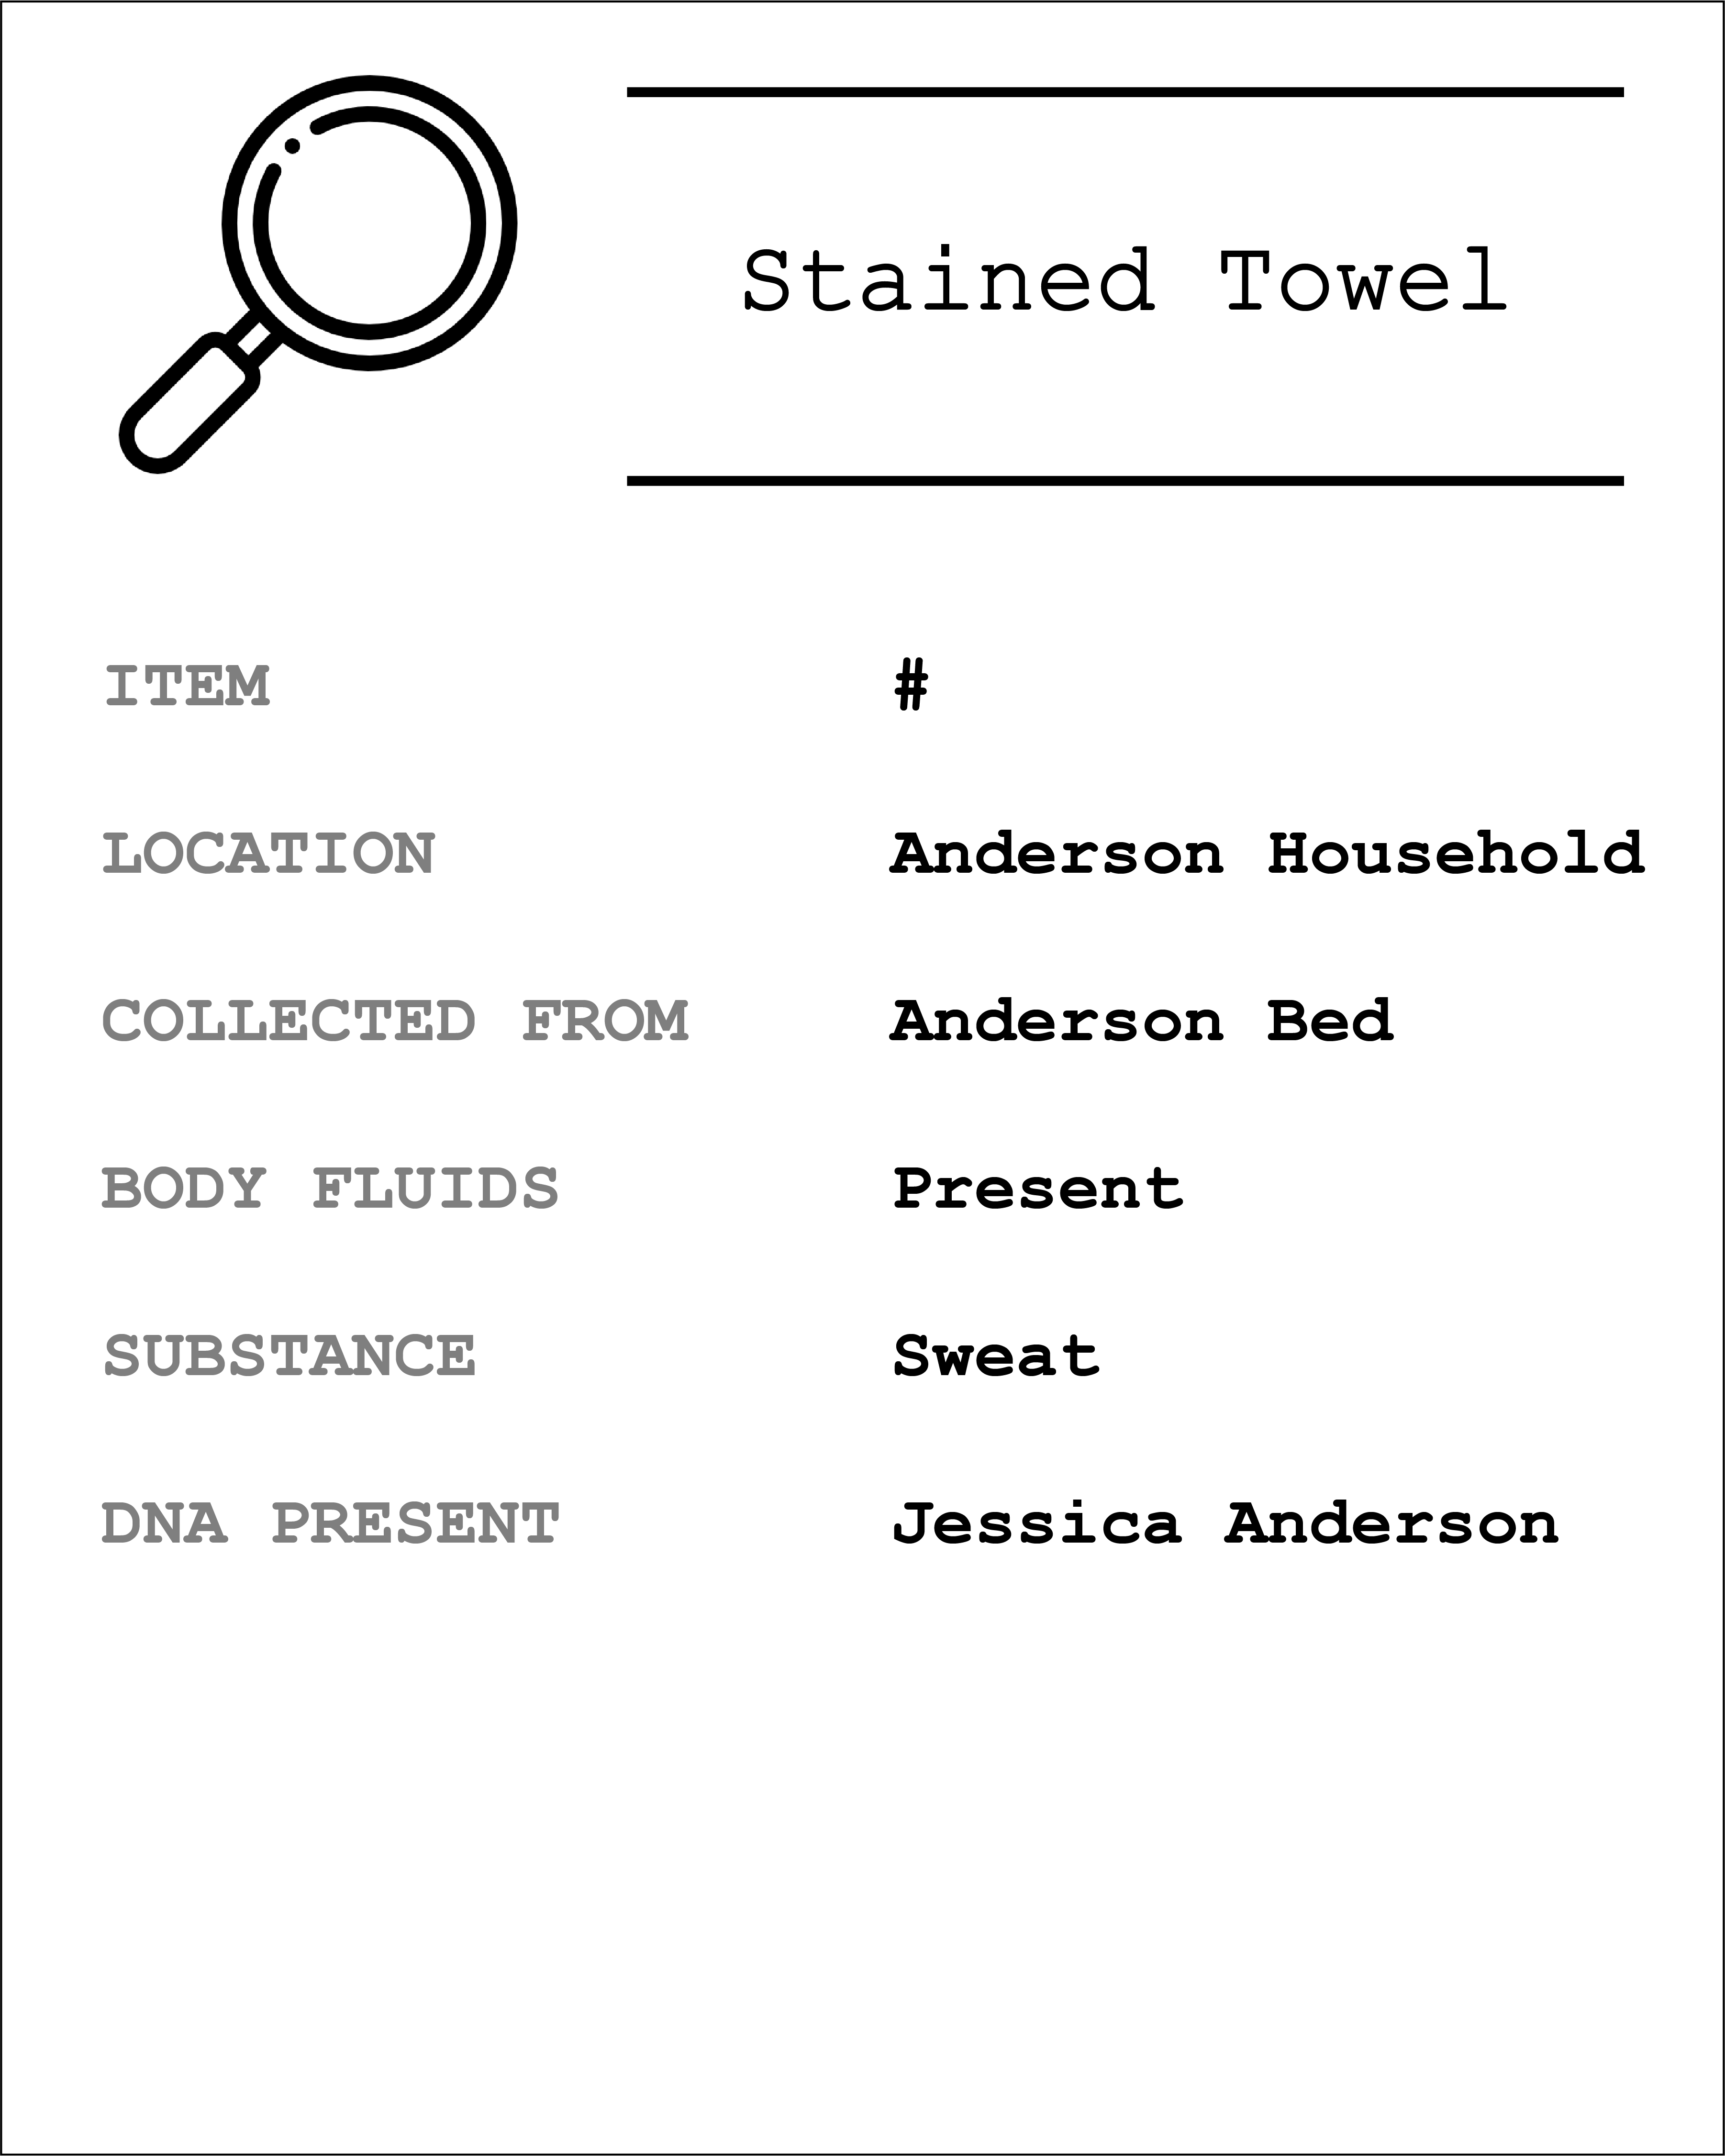 Stained Towel
ITEM #
LOCATION Anderson Household
COLLECTED FROM Anderson Bed
BODY FLUIDS Present
SUBSTANCE Sweat
DNA PRESENT Jessica Anderson